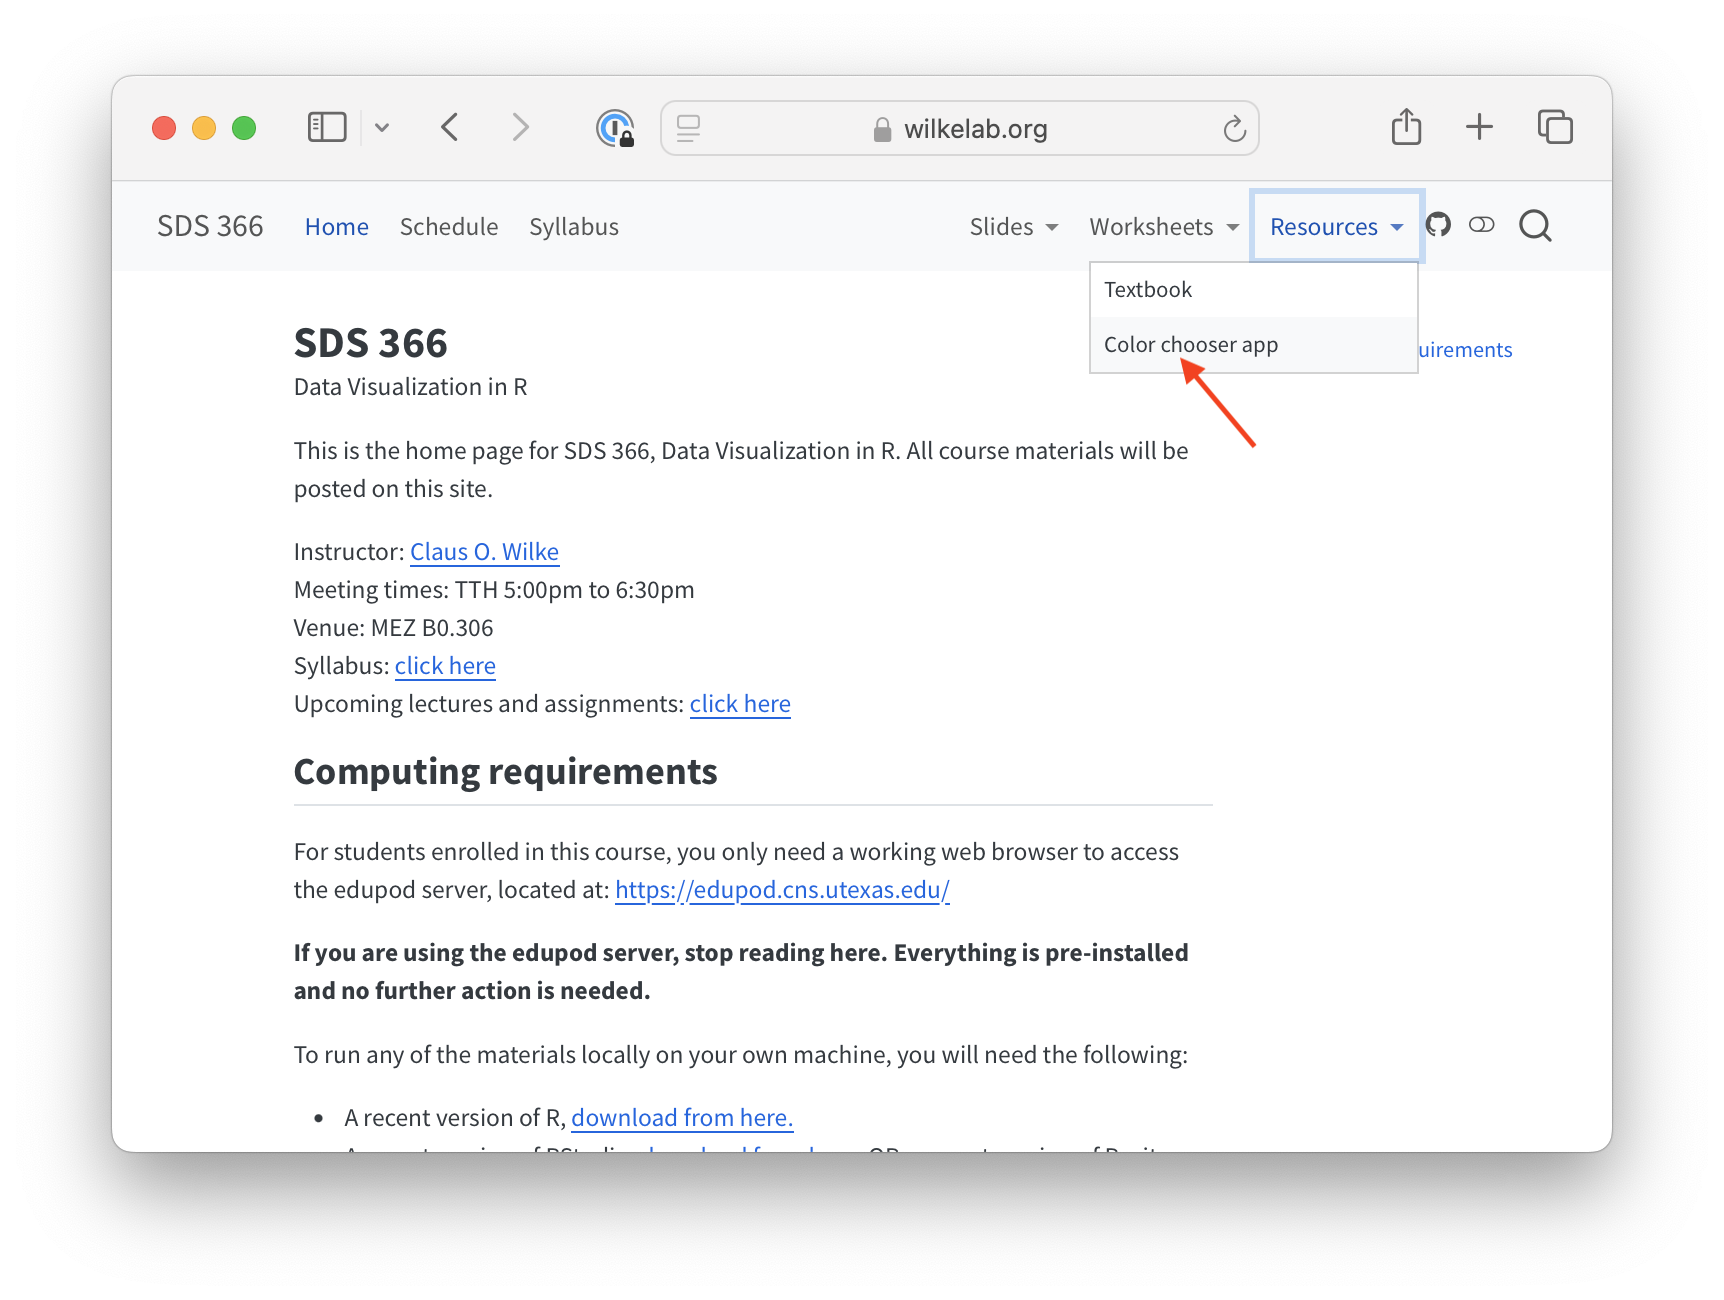 wilkelab.org
SDS 366 Home Schedule Syllabus Slides Worksheets Resources
Textbook
Color chooser app
uirements
SDS 366
Data Visualization in R
This is the home page for SDS 366, Data Visualization in R. All course materials will be
posted on this site.
Instructor: Claus O. Wilke
Meeting times: TTH 5:00pm to 6:30pm
Venue: MEZ B0.306
Syllabus: click here
Upcoming lectures and assignments: click here
Computing requirements
For students enrolled in this course, you only need a working web browser to access
the edupod server, located at: https://edupod.cns.utexas.edu/
If you are using the edupod server, stop reading here. Everything is pre-installed
and no further action is needed.
To run any of the materials locally on your own machine, you will need the following:
• A recent version of R, download from here.